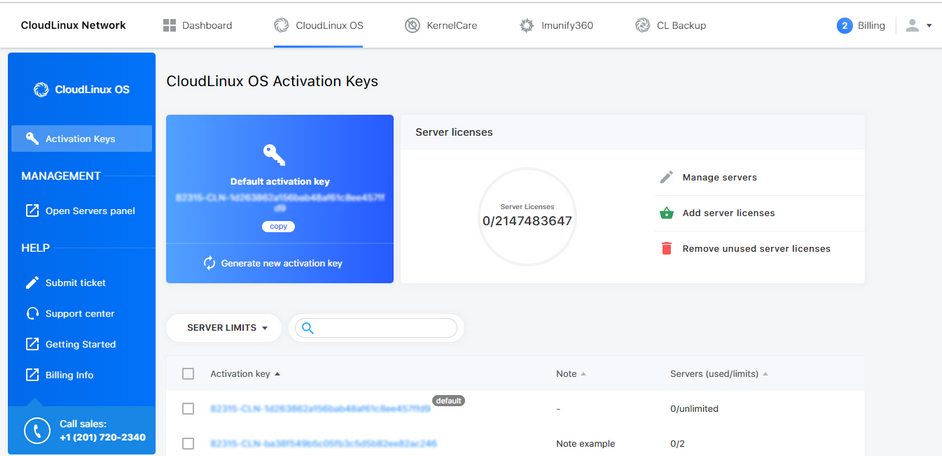 CloudLinux Network
Dashboard
CloudLinux OS
KernelCare
Imunify360
CL Backup
2 Billing
CloudLinux OS
Activation Keys
MANAGEMENT
Open Servers panel
HELP
Submit ticket
Support center
Getting Started
Billing Info
Call sales:
+1 (201) 720-2340
CloudLinux OS Activation Keys
Default activation key
copy
Generate new activation key
Server licenses
Server Licenses
0/2147483647
Manage servers
Add server licenses
Remove unused server licenses
SERVER LIMITS
Activation key Note Servers (used/limits)
default - 0/unlimited
Note example 0/2